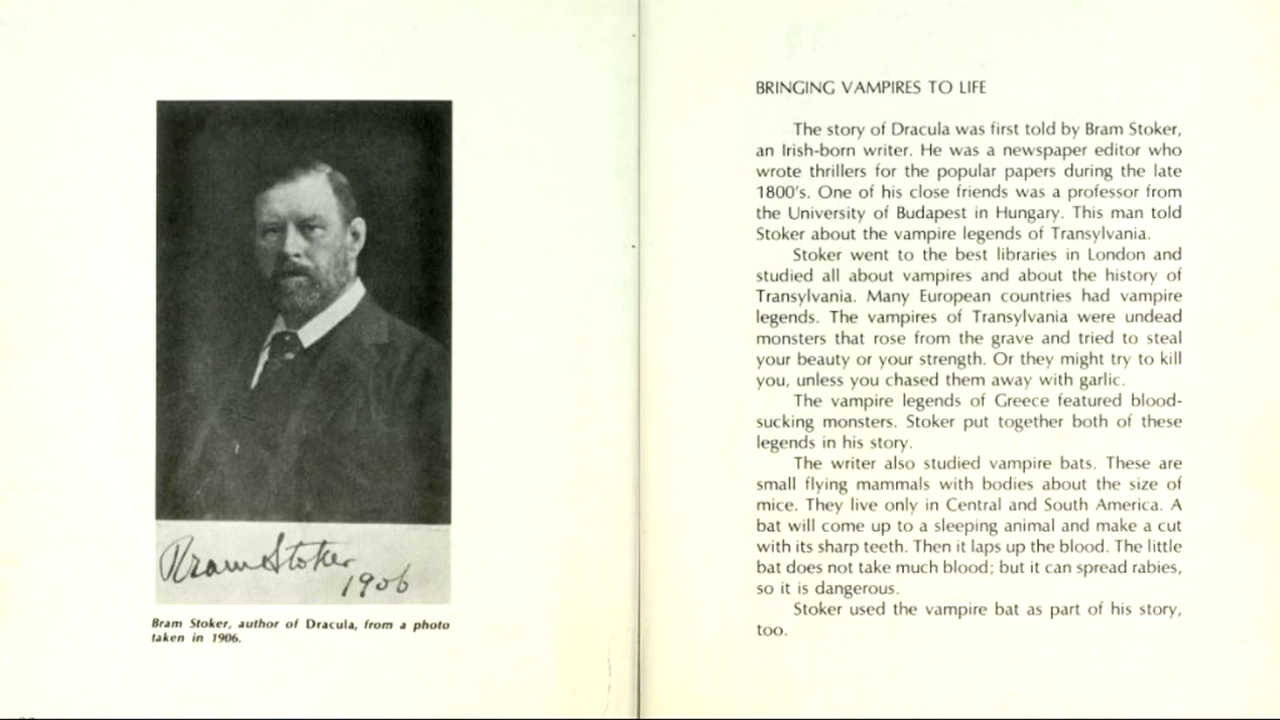 Bram Stoker
1906
Bram Stoker, author of Dracula, from a photo
taken in 1906.
BRINGING VAMPIRES TO LIFE
The story of Dracula was first told by Bram Stoker,
an Irish-born writer. He was a newspaper editor who
wrote thrillers for the popular papers during the late
1800's. One of his close friends was a professor from
the University of Budapest in Hungary. This man told
Stoker about the vampire legends of Transylvania.
Stoker went to the best libraries in London and
studied all about vampires and about the history of
Transylvania. Many European countries had vampire
legends. The vampires of Transylvania were undead
monsters that rose from the grave and tried to steal
your beauty or your strength. Or they might try to kill
you, unless you chased them away with garlic.
The vampire legends of Greece featured blood-
sucking monsters. Stoker put together both of these
legends in his story.
The writer also studied vampire bats. These are
small flying mammals with bodies about the size of
mice. They live only in Central and South America. A
bat will come up to a sleeping animal and make a cut
with its sharp teeth. Then it laps up the blood. The little
bat does not take much blood; but it can spread rabies,
so it is dangerous.
Stoker used the vampire bat as part of his story,
too.